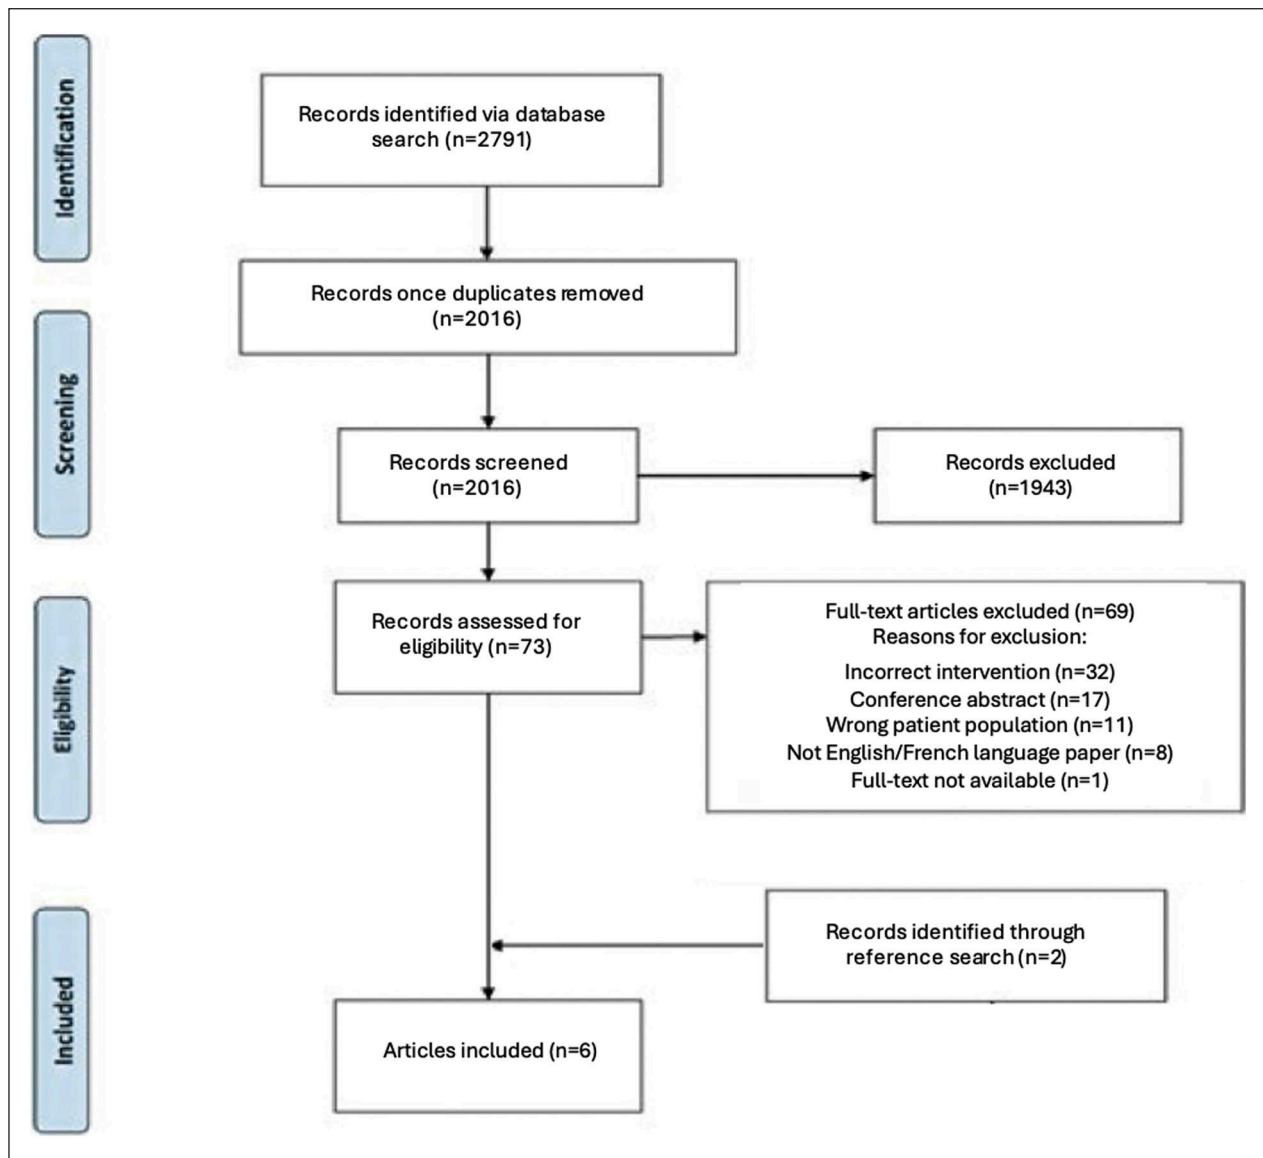 Identification
Records identified via database
search (n=2791)
Records once duplicates removed
(n=2016)
Screening
Records screened
(n=2016)
Records excluded
(n=1943)
Eligibility
Records assessed for
eligibility (n=73)
Full-text articles excluded (n=69)
Reasons for exclusion:
Incorrect intervention (n=32)
Conference abstract (n=17)
Wrong patient population (n=11)
Not English/French language paper (n=8)
Full-text not available (n=1)
Included
Records identified through
reference search (n=2)
Articles included (n=6)